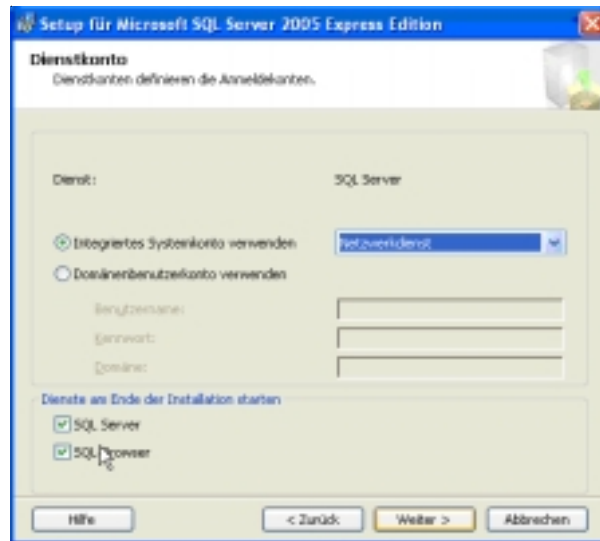 Setup für Microsoft SQL Server 2005 Express Edition
Dienstkonto
Dienstkonten definieren die Anmeldekonten.
Dienst: SQL Server
Integriertes Systemkonto verwenden Netzwerkdienst
Domänenbenutzerkonto verwenden
Benutzername:
Kennwort:
Domäne:
Dienste am Ende der Installation starten
SQL Server
SQL Browser
Hilfe < Zurück Weiter > Abbrechen